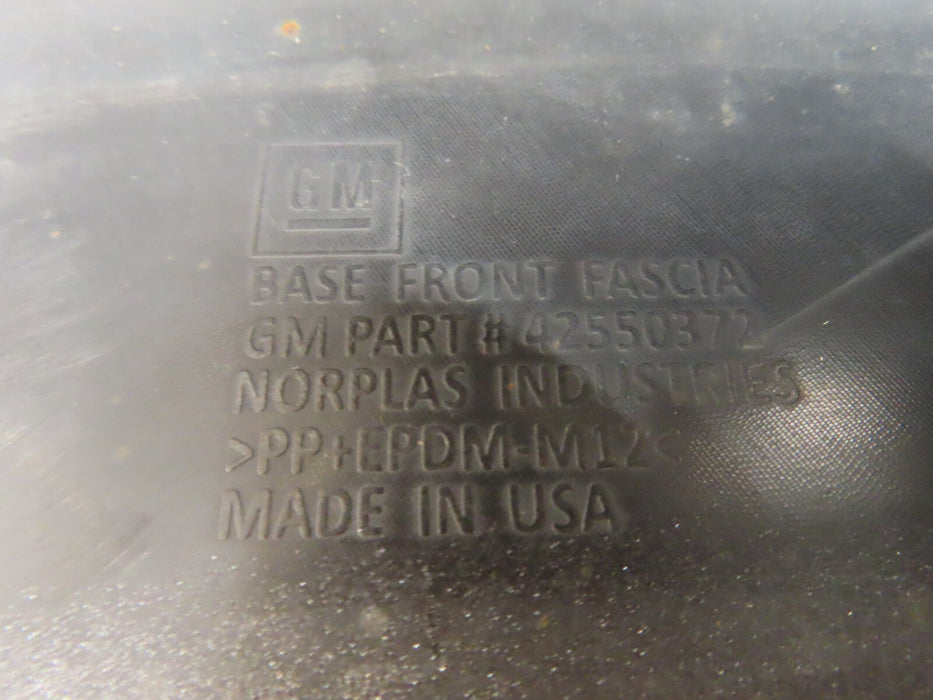 GM
BASE FRONT FASCIA
GM PART # 42550372
NORPLAS INDUSTRIES
>PP+EPDM-M12<
MADE IN USA